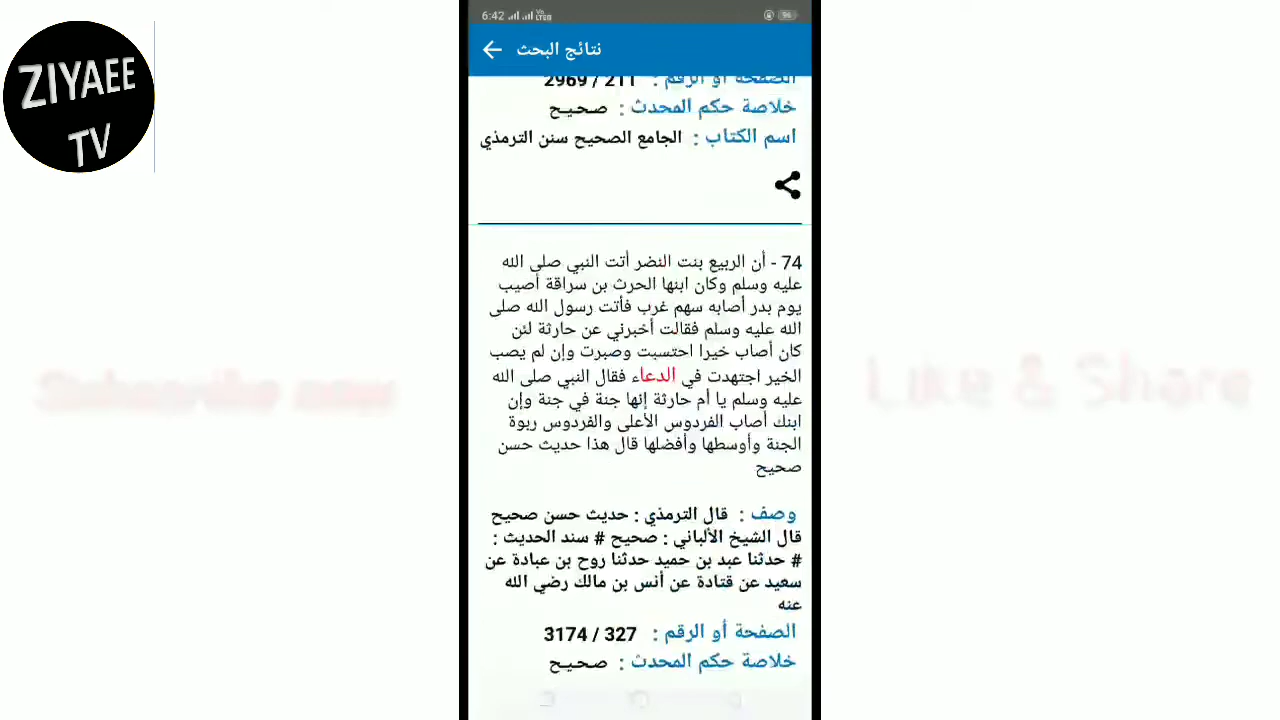 ZIYAEE
TV
6:42
نتائج البحث
الصفحة أو الرقم : 211 / 2969
خلاصة حكم المحدث : صحيح
اسم الكتاب : الجامع الصحيح سنن الترمذي
74 - أن الربيع بنت النضر أتت النبي صلى الله
عليه وسلم وكان ابنها الحرث بن سراقة أصيب
يوم بدر أصابه سهم غرب فأتت رسول الله صلى
الله عليه وسلم فقالت أخبرني عن حارثة لئن
كان أصاب خيرا احتسبت وصبرت وإن لم يصب
الخير اجتهدت في الدعاء فقال النبي صلى الله
عليه وسلم يا أم حارثة إنها جنة في جنة وإن
ابنك أصاب الفردوس الأعلى والفردوس ربوة
الجنة وأوسطها وأفضلها قال هذا حديث حسن
صحيح
وصف : قال الترمذي : حديث حسن صحيح
قال الشيخ الألباني : صحيح # سند الحديث :
# حدثنا عبد بن حميد حدثنا روح بن عبادة عن
سعيد عن قتادة عن أنس بن مالك رضي الله
عنه
الصفحة أو الرقم : 327 / 3174
خلاصة حكم المحدث : صحيح
Like & Share